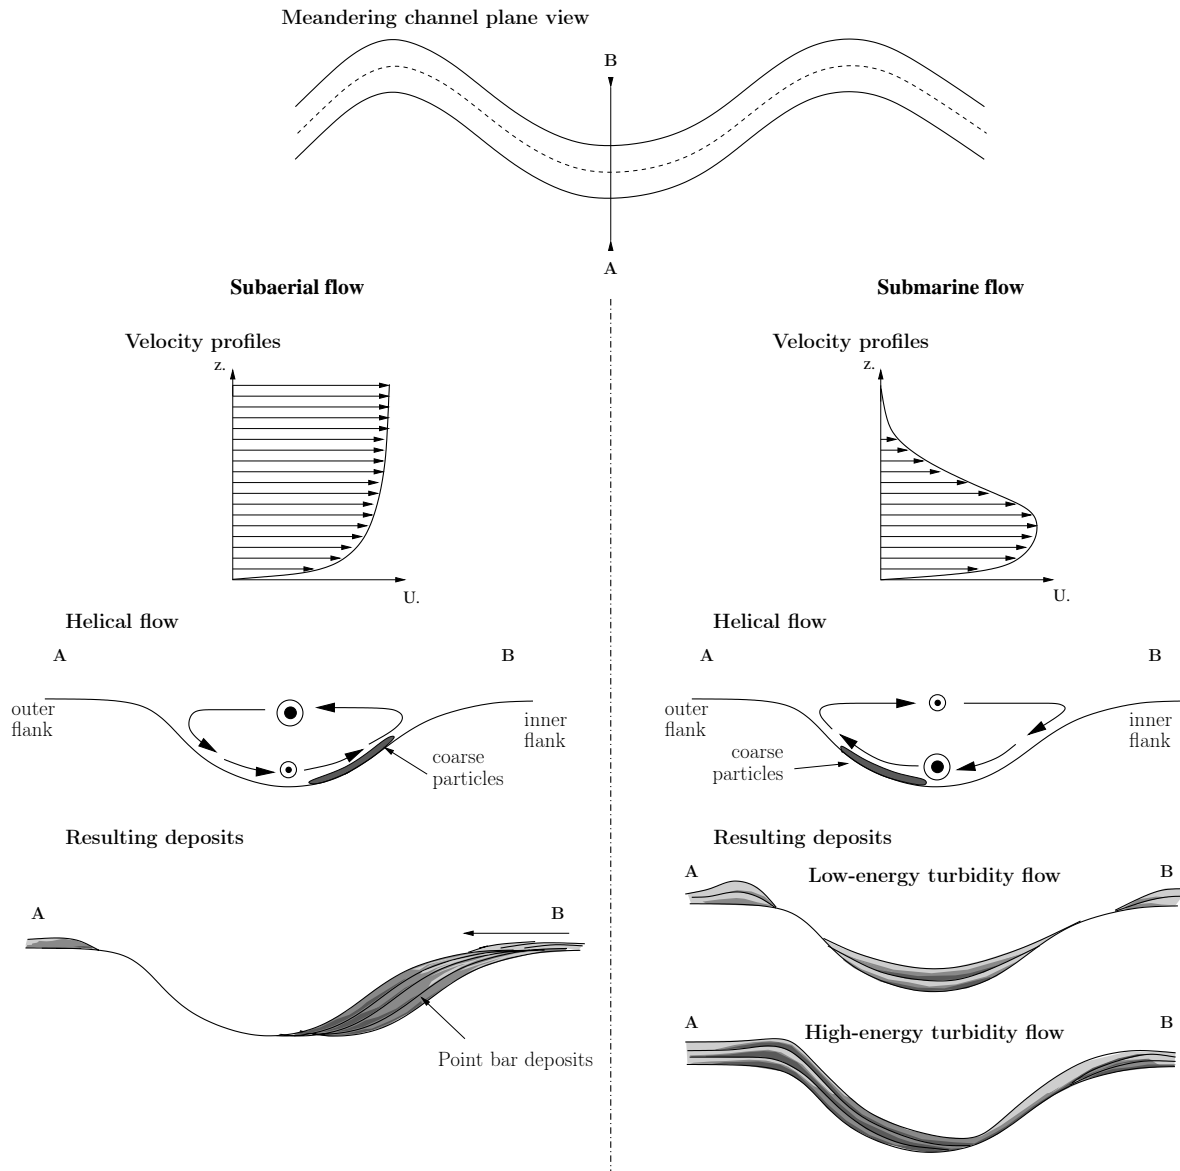 Meandering channel plane view
B
A
Subaerial flow
Velocity profiles
z.
U.
Helical flow
A
B
outer
flank
inner
flank
coarse
particles
Resulting deposits
A
B
Point bar deposits
Submarine flow
Velocity profiles
z.
U.
Helical flow
A
B
outer
flank
inner
flank
coarse
particles
Resulting deposits
A
B
Low-energy turbidity flow
A
B
High-energy turbidity flow